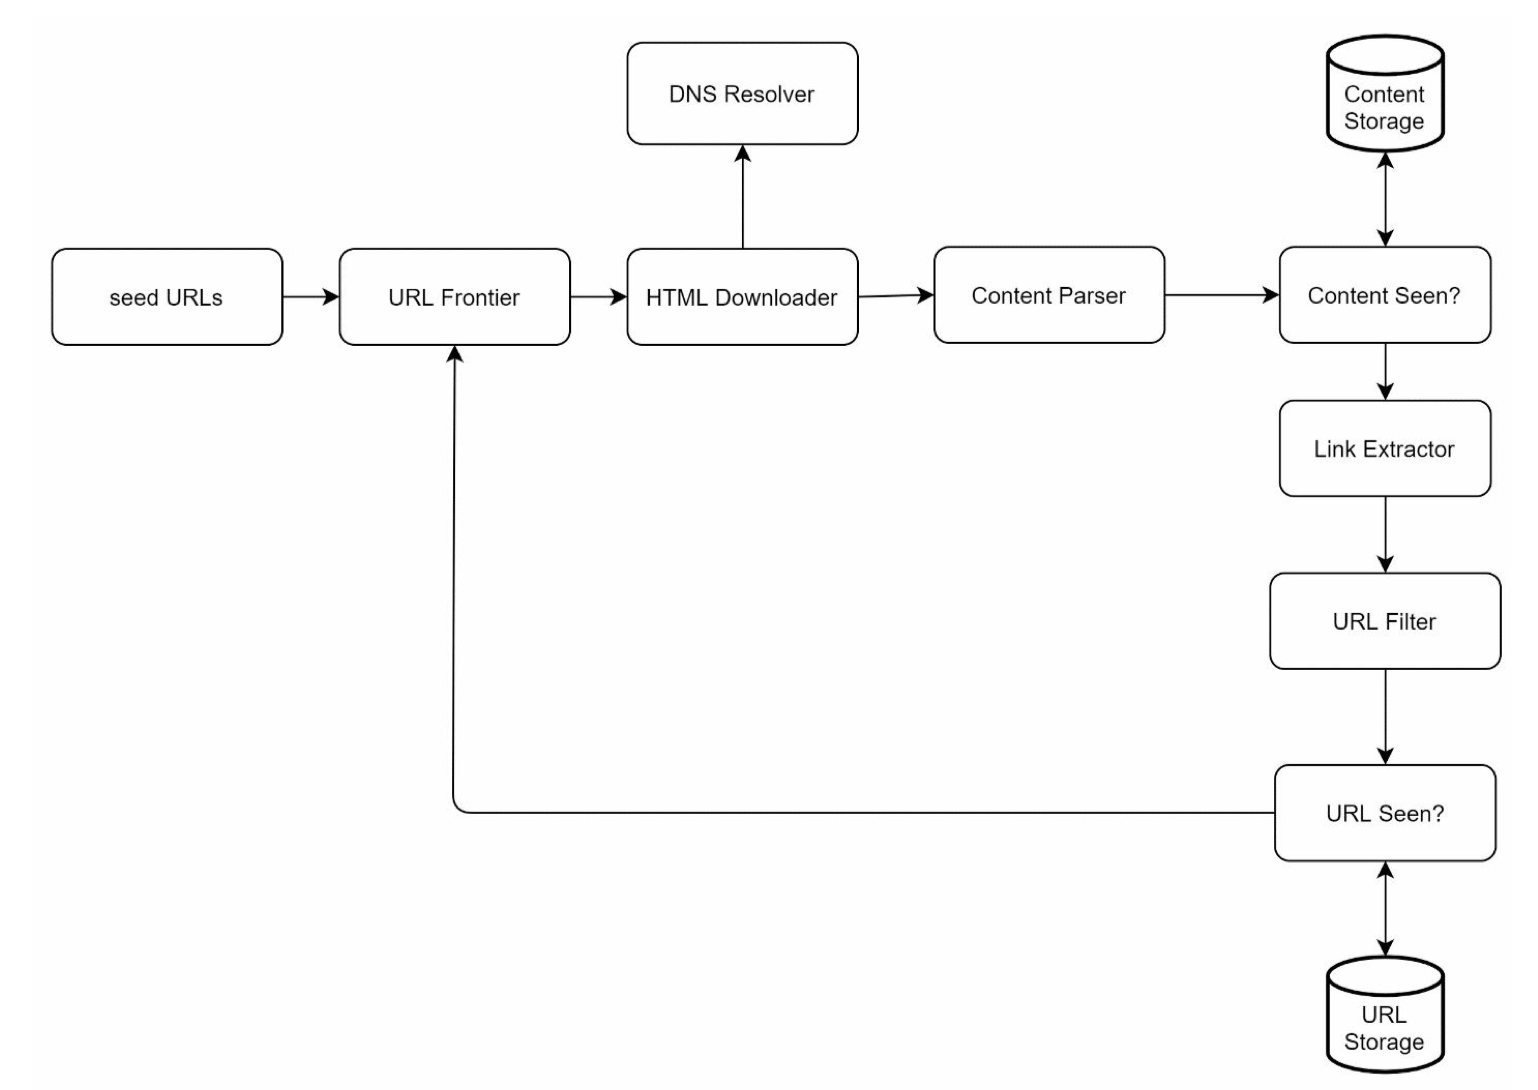 DNS Resolver
Content
Storage
seed URLs
URL Frontier
HTML Downloader
Content Parser
Content Seen?
Link Extractor
URL Filter
URL Seen?
URL
Storage